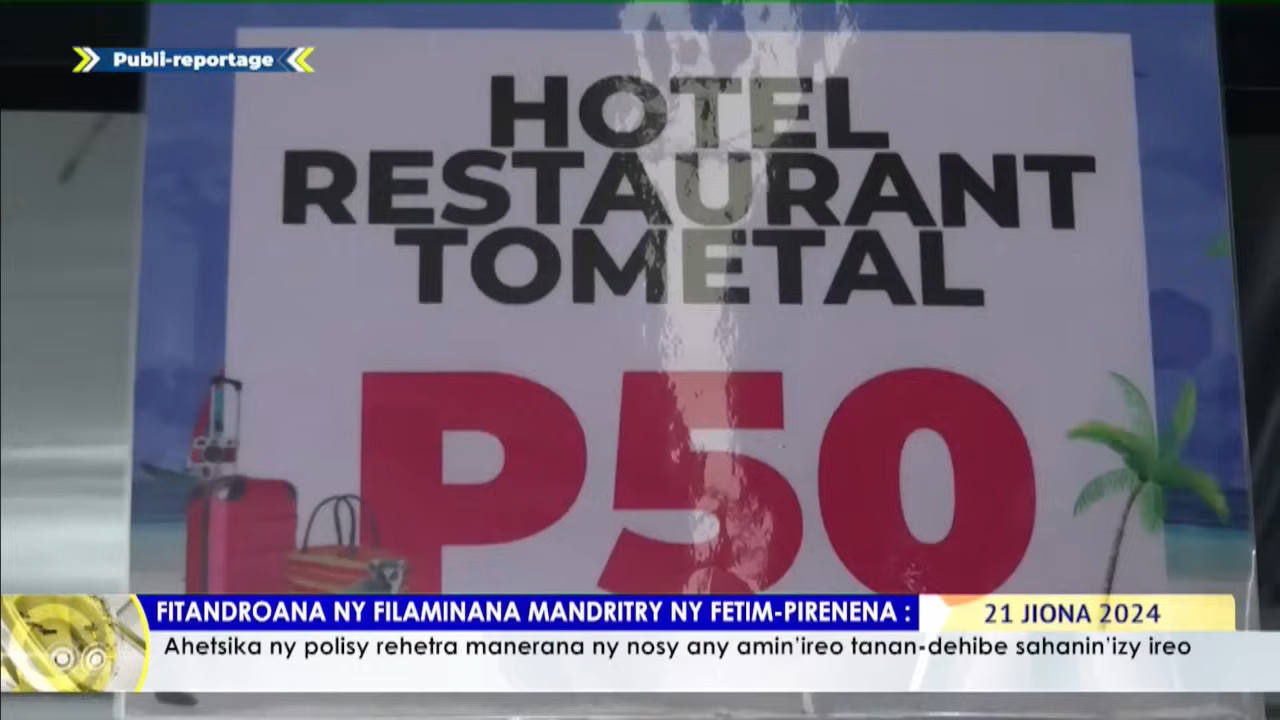 Publi-reportage
HOTEL
RESTAURANT
TOMETAL
P50
FITANDROANA NY FILAMINANA MANDRITRY NY FETIM-PIRENENA :
21 JIONA 2024
Ahetsika ny polisy rehetra manerana ny nosy any amin'ireo tanan-dehibe sahanin'izy ireo